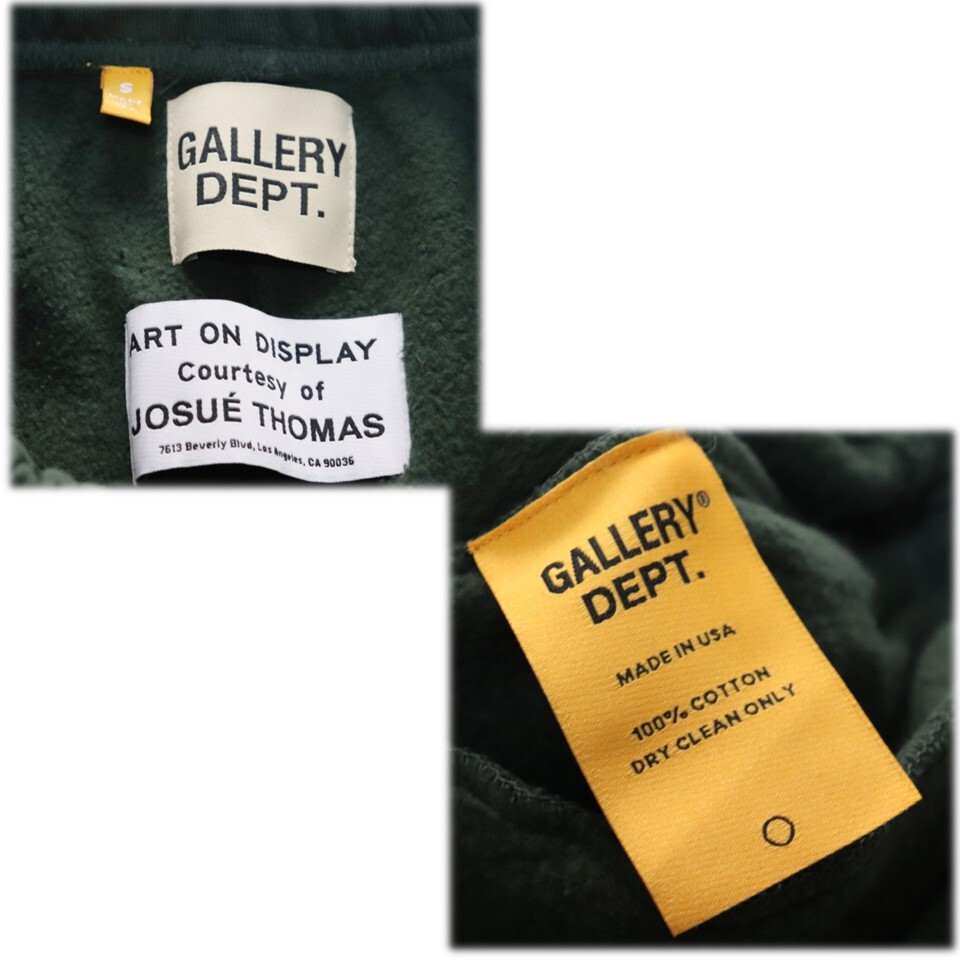 S
GALLERY
DEPT.
ART ON DISPLAY
Courtesy of
JOSUÉ THOMAS
7613 Beverly Blvd, Los Angeles, CA 90036
GALLERY®
DEPT.
MADE IN USA
100% COTTON
DRY CLEAN ONLY